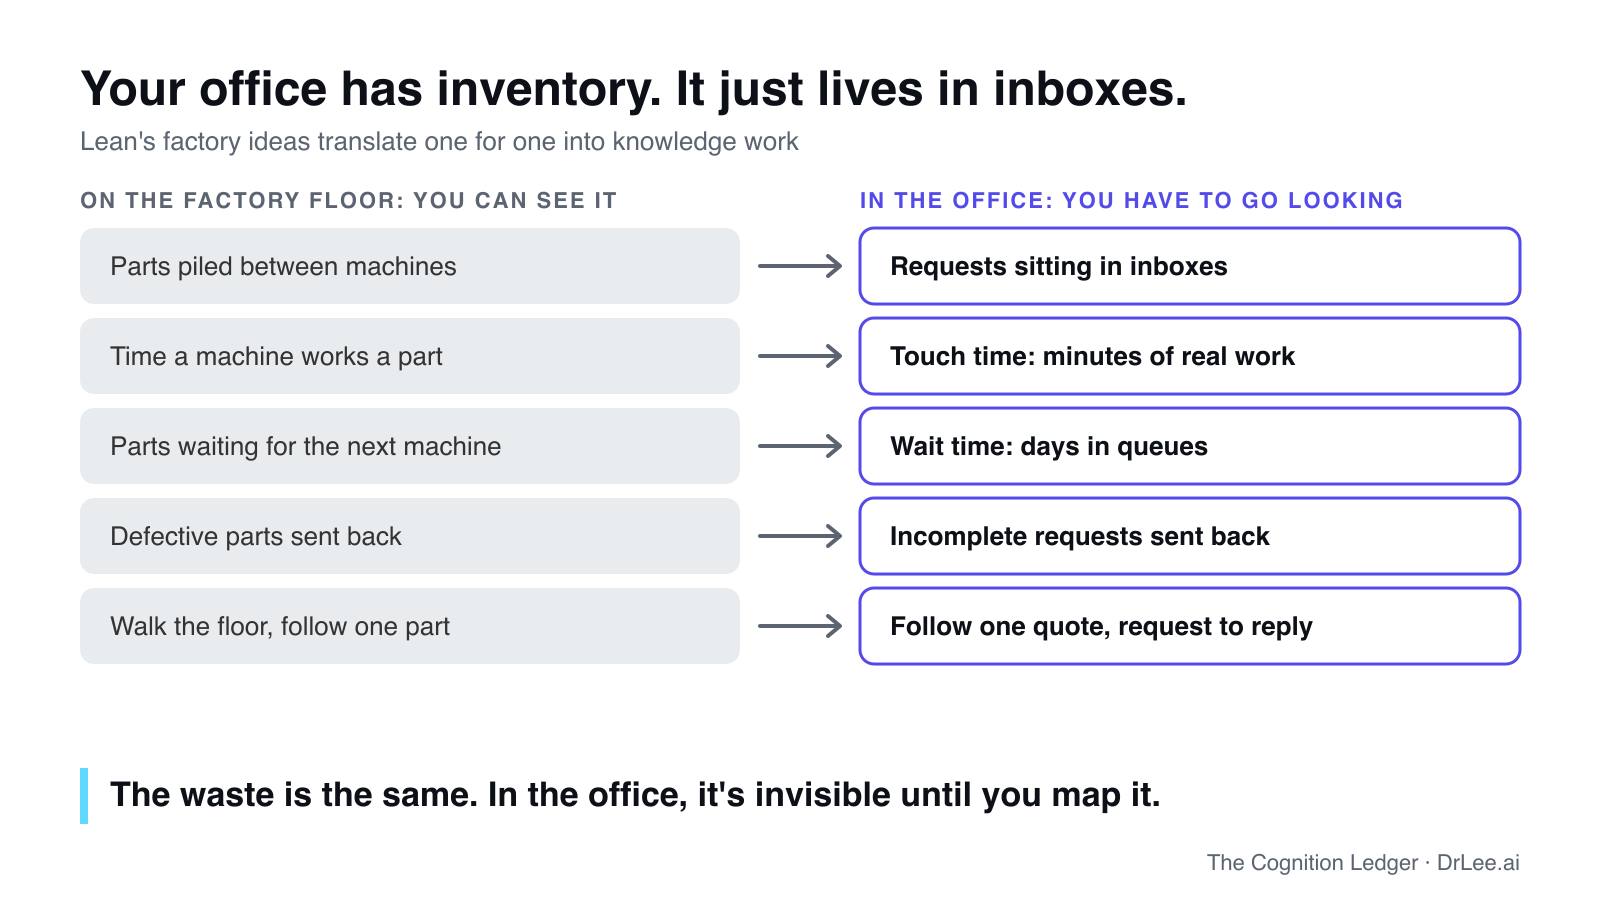 Your office has inventory. It just lives in inboxes.
Lean's factory ideas translate one for one into knowledge work
ON THE FACTORY FLOOR: YOU CAN SEE IT
IN THE OFFICE: YOU HAVE TO GO LOOKING
Parts piled between machines
Requests sitting in inboxes
Time a machine works a part
Touch time: minutes of real work
Parts waiting for the next machine
Wait time: days in queues
Defective parts sent back
Incomplete requests sent back
Walk the floor, follow one part
Follow one quote, request to reply
The waste is the same. In the office, it's invisible until you map it.
The Cognition Ledger · DrLee.ai